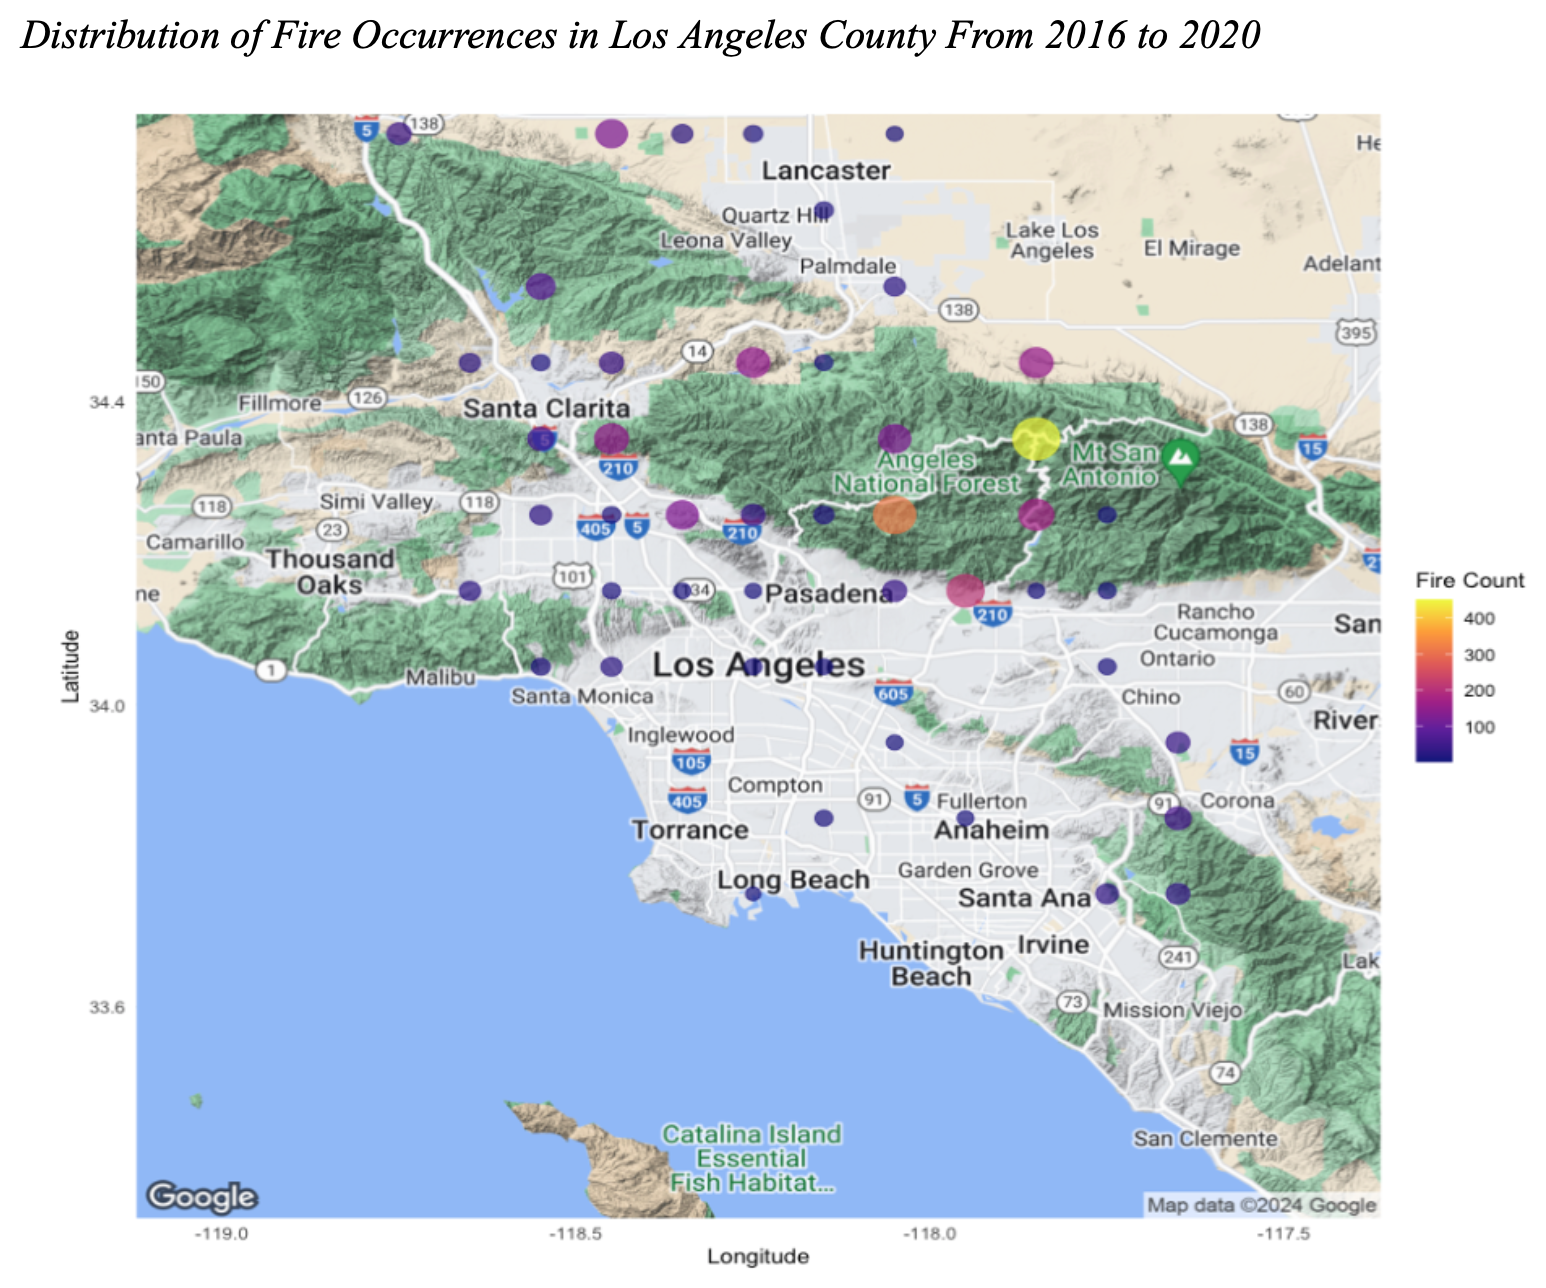 Distribution of Fire Occurrences in Los Angeles County From 2016 to 2020
5
138
He
Lancaster
Quartz Hill
Leona Valley
Lake Los
Angeles
El Mirage
Palmdale
Adelant
138
395
14
150
126
34.4
Fillmore
Santa Clarita
138
anta Paula
5
15
210
Angeles
National Forest
Mt San
Antonio
118
Simi Valley
118
23
405
5
210
Camarillo
Thousand
Oaks
101
me
134
Pasadena
210
Rancho
Cucamonga
San
Los Angeles
Ontario
1
Malibu
Santa Monica
605
Chino
60
34.0
River
Inglewood
105
15
Compton
405
91
5
Fullerton
91
Corona
Torrance
Anaheim
Long Beach
Garden Grove
Santa Ana
Huntington
Beach
Irvine
241
Lak
33.6
73
Mission Viejo
74
San Clemente
Catalina Island
Essential
Fish Habitat...
Google
Map data ©2024 Google
-119.0
-118.5
-118.0
-117.5
Longitude
Latitude
Fire Count
400
300
200
100